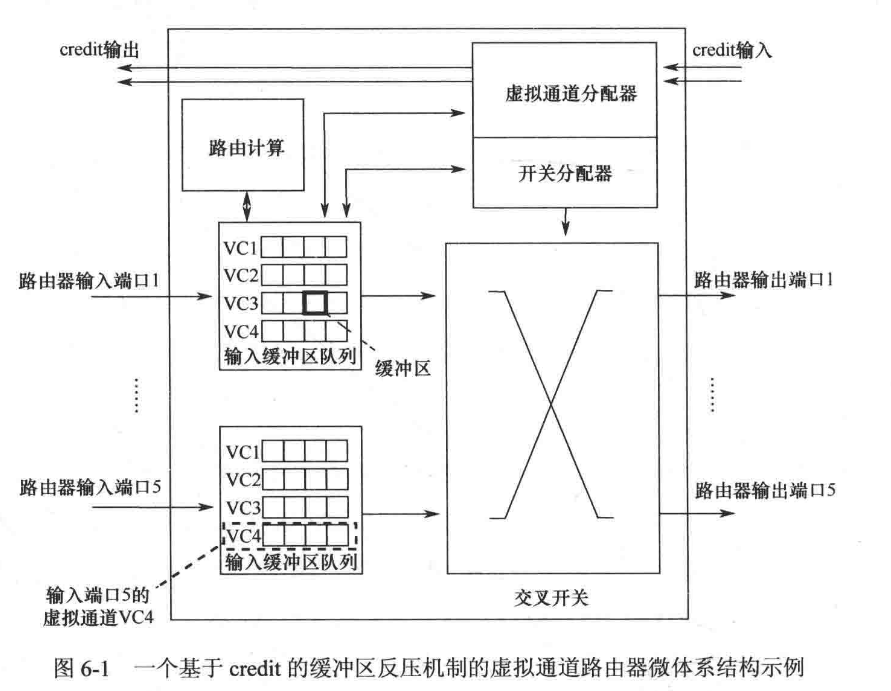 credit输出
credit输入
虚拟通道分配器
路由计算
开关分配器
VC1
VC2
VC3
VC4
输入缓冲区队列
路由器输入端口1
路由器输出端口1
缓冲区
……
……
VC1
VC2
VC3
VC4
输入缓冲区队列
路由器输入端口5
路由器输出端口5
输入端口5的
虚拟通道VC4
交叉开关
图 6-1 一个基于 credit 的缓冲区反压机制的虚拟通道路由器微体系结构示例